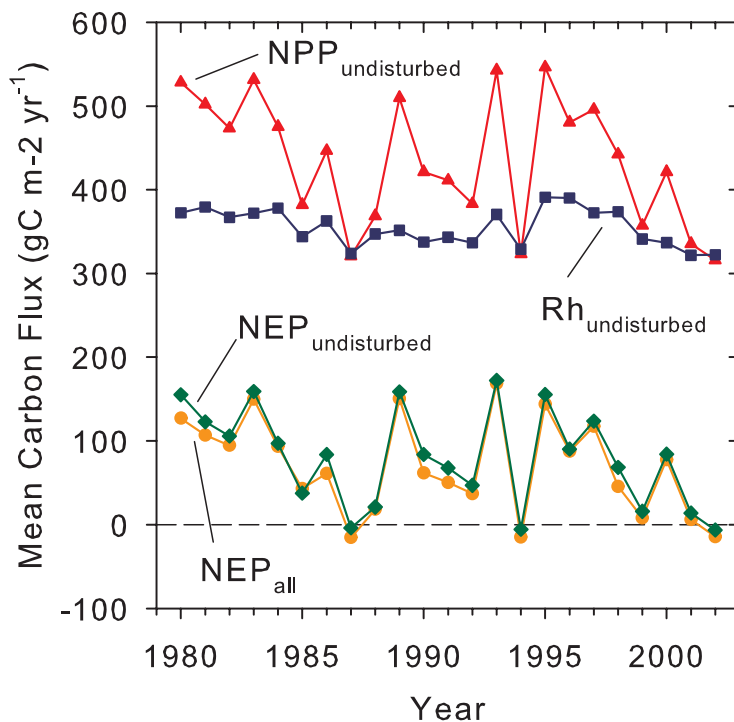 Mean Carbon Flux (gC m-2 yr-1)
600
500
400
300
200
100
0
-100
NPPundisturbed
Rhundisturbed
NEPundisturbed
NEPall
1980 1985 1990 1995 2000
Year